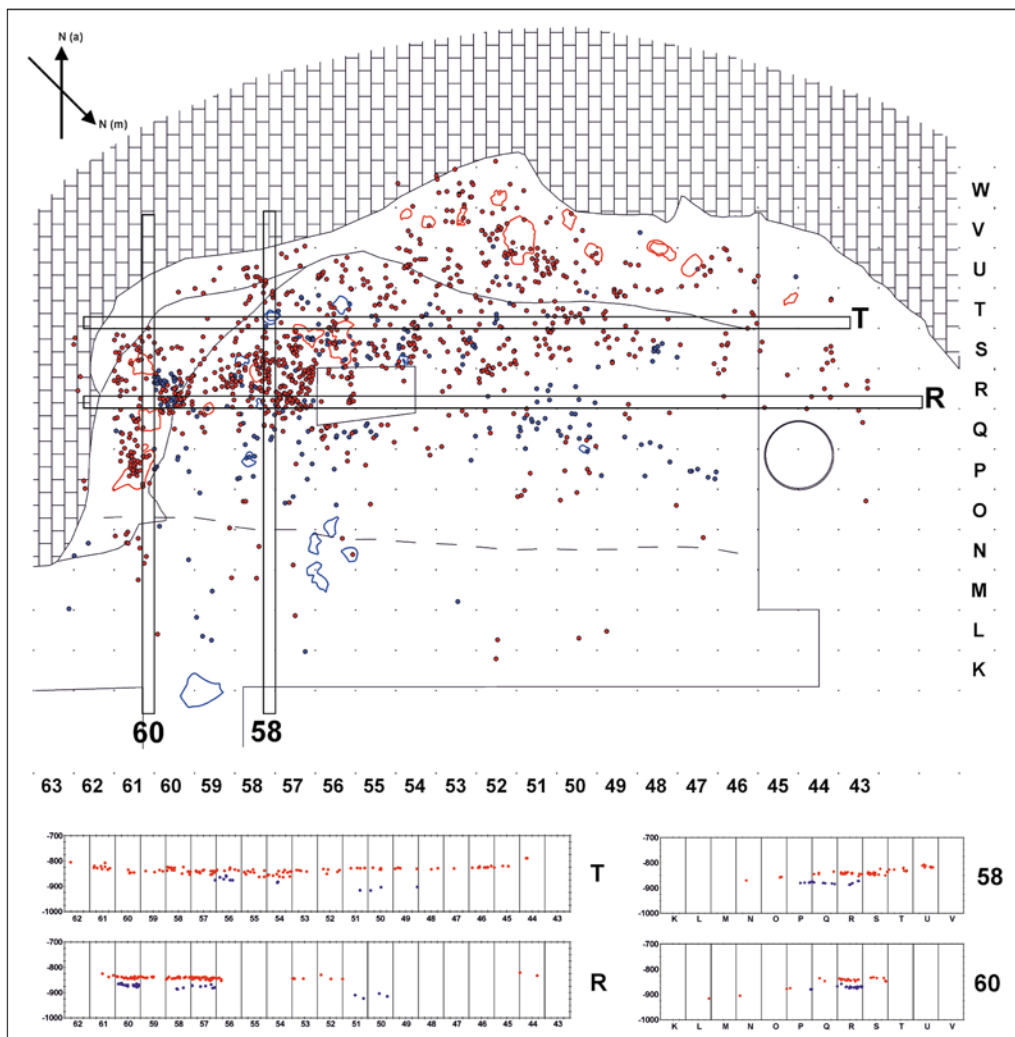 N (a)
N (m)
W
V
U
T
S
R
Q
P
O
N
M
L
K
T
R
60
58
63 62 61 60 59 58 57 56 55 54 53 52 51 50 49 48 47 46 45 44 43
-700
-800
-900
-1000
62 61 60 59 58 57 56 55 54 53 52 51 50 49 48 47 46 45 44 43
T
-700
-800
-900
-1000
K L M N O P Q R S T U V
58
-700
-800
-900
-1000
62 61 60 59 58 57 56 55 54 53 52 51 50 49 48 47 46 45 44 43
R
-700
-800
-900
-1000
K L M N O P Q R S T U V
60